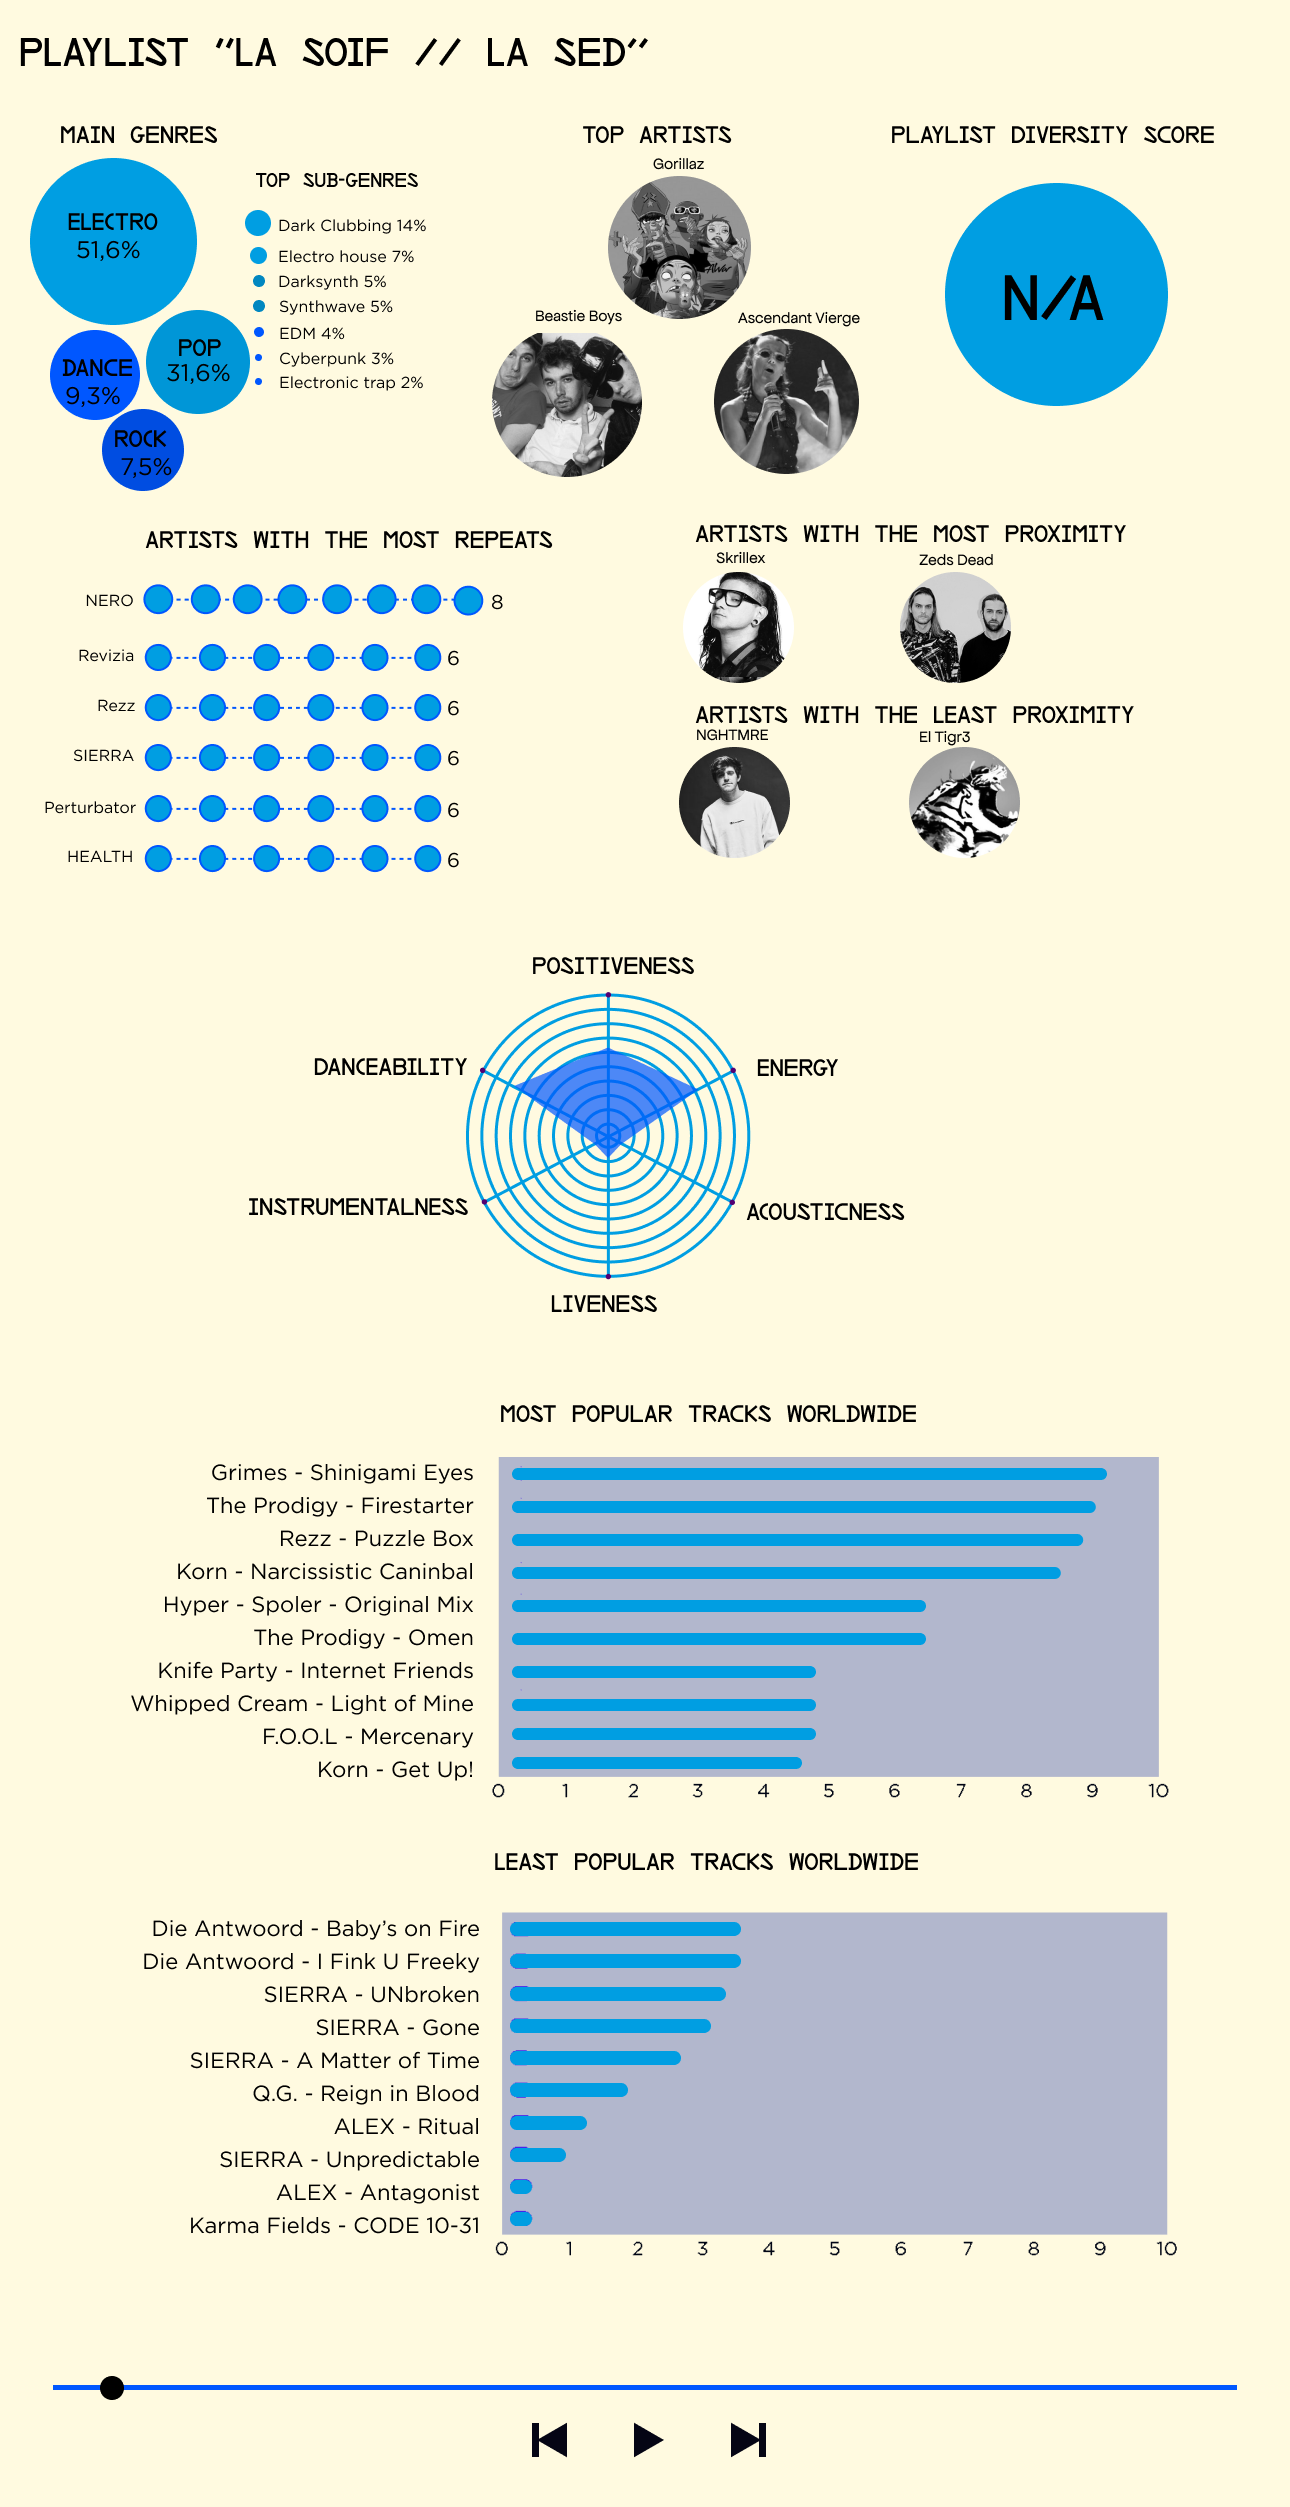 PLAYLIST "LA SOIF // LA SED"
MAIN GENRES
ELECTRO
51,6%
POP
31,6%
DANCE
9,3%
ROCK
7,5%
TOP SUB-GENRES
Dark Clubbing 14%
Electro house 7%
Darksynth 5%
Synthwave 5%
EDM 4%
Cyberpunk 3%
Electronic trap 2%
TOP ARTISTS
Gorillaz
Beastie Boys
Ascendant Vierge
PLAYLIST DIVERSITY SCORE
N/A
ARTISTS WITH THE MOST REPEATS
NERO 8
Revizia 6
Rezz 6
SIERRA 6
Perturbator 6
HEALTH 6
ARTISTS WITH THE MOST PROXIMITY
Skrillex
Zeds Dead
ARTISTS WITH THE LEAST PROXIMITY
NGHTMRE
El Tigr3
POSITIVENESS
DANCEABILITY
ENERGY
INSTRUMENTALNESS
ACOUSTICNESS
LIVENESS
MOST POPULAR TRACKS WORLDWIDE
Grimes - Shinigami Eyes
The Prodigy - Firestarter
Rezz - Puzzle Box
Korn - Narcissistic Caninbal
Hyper - Spoler - Original Mix
The Prodigy - Omen
Knife Party - Internet Friends
Whipped Cream - Light of Mine
F.O.O.L - Mercenary
Korn - Get Up!
0 1 2 3 4 5 6 7 8 9 10
LEAST POPULAR TRACKS WORLDWIDE
Die Antwoord - Baby's on Fire
Die Antwoord - I Fink U Freeky
SIERRA - UNbroken
SIERRA - Gone
SIERRA - A Matter of Time
Q.G. - Reign in Blood
ALEX - Ritual
SIERRA - Unpredictable
ALEX - Antagonist
Karma Fields - CODE 10-31
0 1 2 3 4 5 6 7 8 9 10